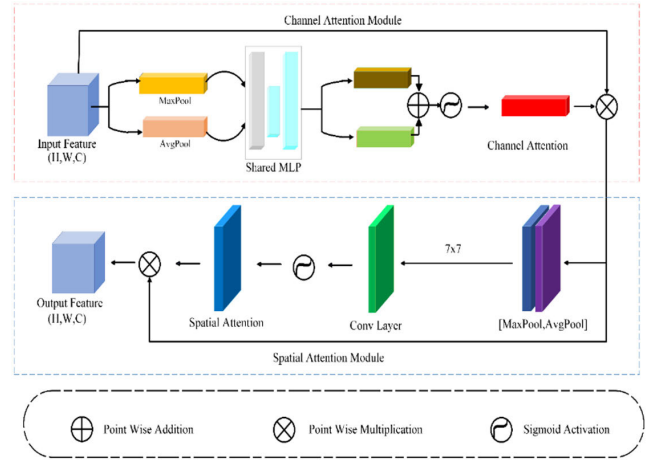 Channel Attention Module
MaxPool
AvgPool
Input Feature
(H,W,C)
Shared MLP
Channel Attention
7x7
Output Feature
(H,W,C)
Spatial Attention
Conv Layer
[MaxPool,AvgPool]
Spatial Attention Module
Point Wise Addition
Point Wise Multiplication
Sigmoid Activation